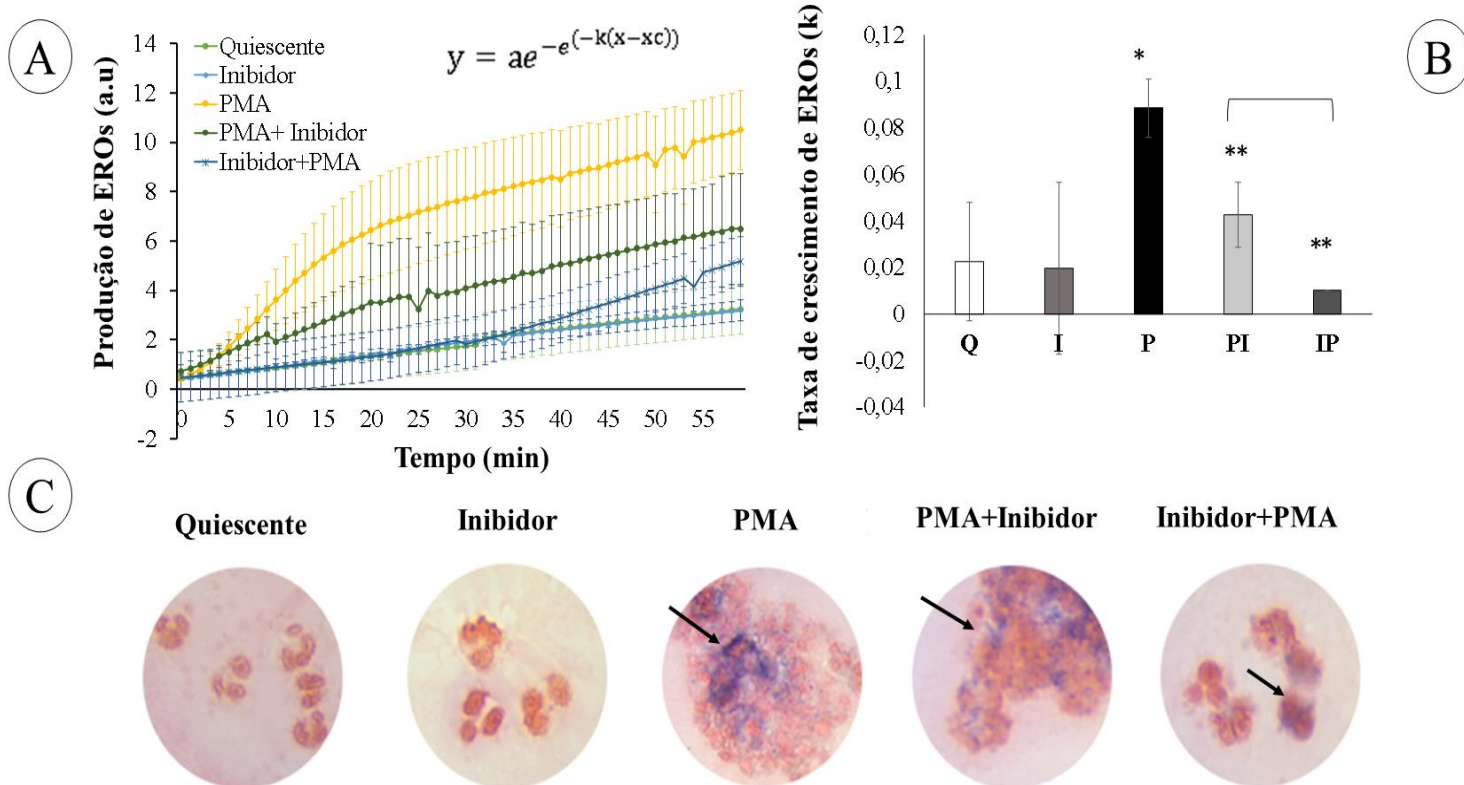 A
Produção de EROs (a.u)
14
12
10
8
6
4
2
0
-2
Quiescente
Inibidor
PMA
PMA+ Inibidor
Inibidor+PMA
y = ae^{-e^{(-k(x-xc))}}
0 5 10 15 20 25 30 35 40 45 50 55
Tempo (min)
B
Taxa de crescimento de EROs (k)
0,12
0,1
0,08
0,06
0,04
0,02
0
-0,02
-0,04
*
**
**
Q I P PI IP
C
Quiescente Inibidor PMA PMA+Inibidor Inibidor+PMA